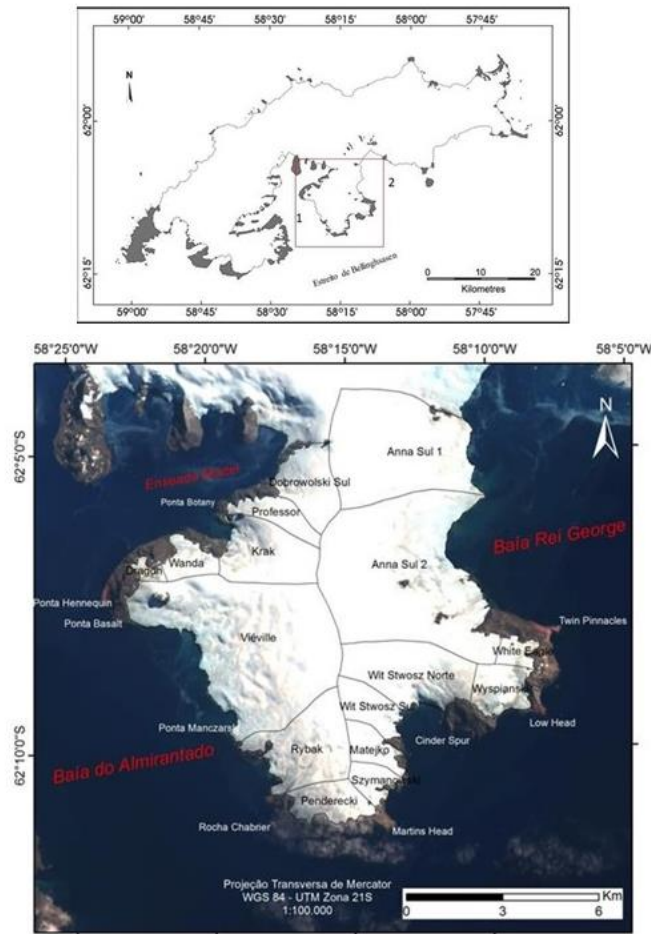 59°00' 58°45' 58°30' 58°15' 58°00' 57°45'
N
62°00'
62°00'
2
1
Estreito de Bellinghausen
0 10 20
Kilometres
62°15'
62°15'
59°00' 58°45' 58°30' 58°15' 58°00' 57°45'
58°25'0"W 58°20'0"W 58°15'0"W 58°10'0"W 58°5'0"W
N
62°5'0"S
Anna Sul 1
Dobrowolski Sul
Ponta Botany
Professor
Krak
Baía Rei George
Anna Sul 2
Wanda
Dragon
Ponta Hennequin
Ponta Basalt
Twin Pinnacles
Viéville
White Eagle
Wit Stwosz Norte
Wyspianski
Wit Stwosz Sul
Low Head
Ponta Manczarski
Cinder Spur
Baía do Almirantado
62°10'0"S
Rybak
Matejko
Szymanowski
Penderecki
Rocha Chabrier
Martins Head
Projeção Transversa de Mercator
WGS 84 - UTM Zona 21S
1:100.000
Km
0 3 6